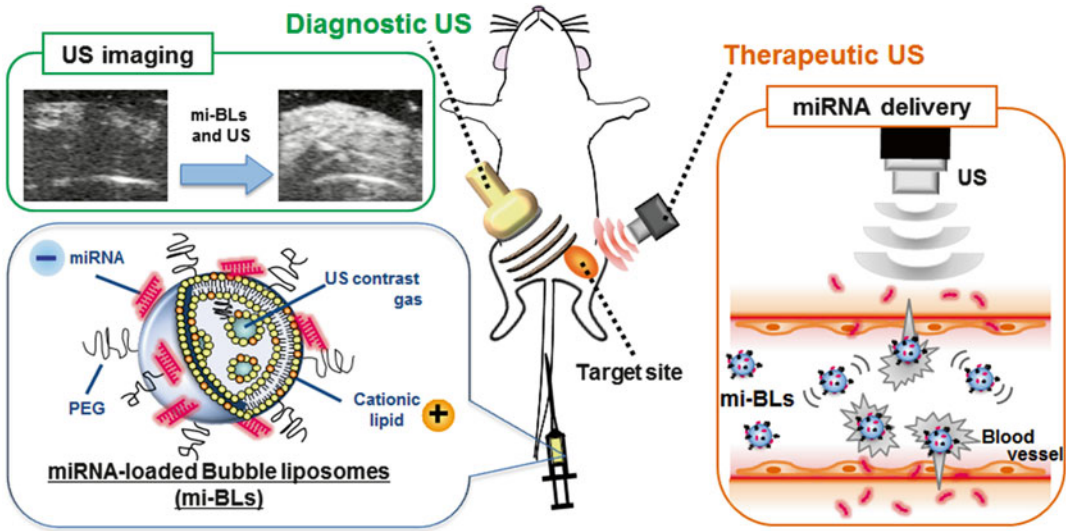 Diagnostic US
US imaging
mi-BLs
and US
Therapeutic US
miRNA delivery
US
− miRNA
US contrast
gas
PEG
Cationic
lipid +
miRNA-loaded Bubble liposomes
(mi-BLs)
Target site
mi-BLs
Blood
vessel